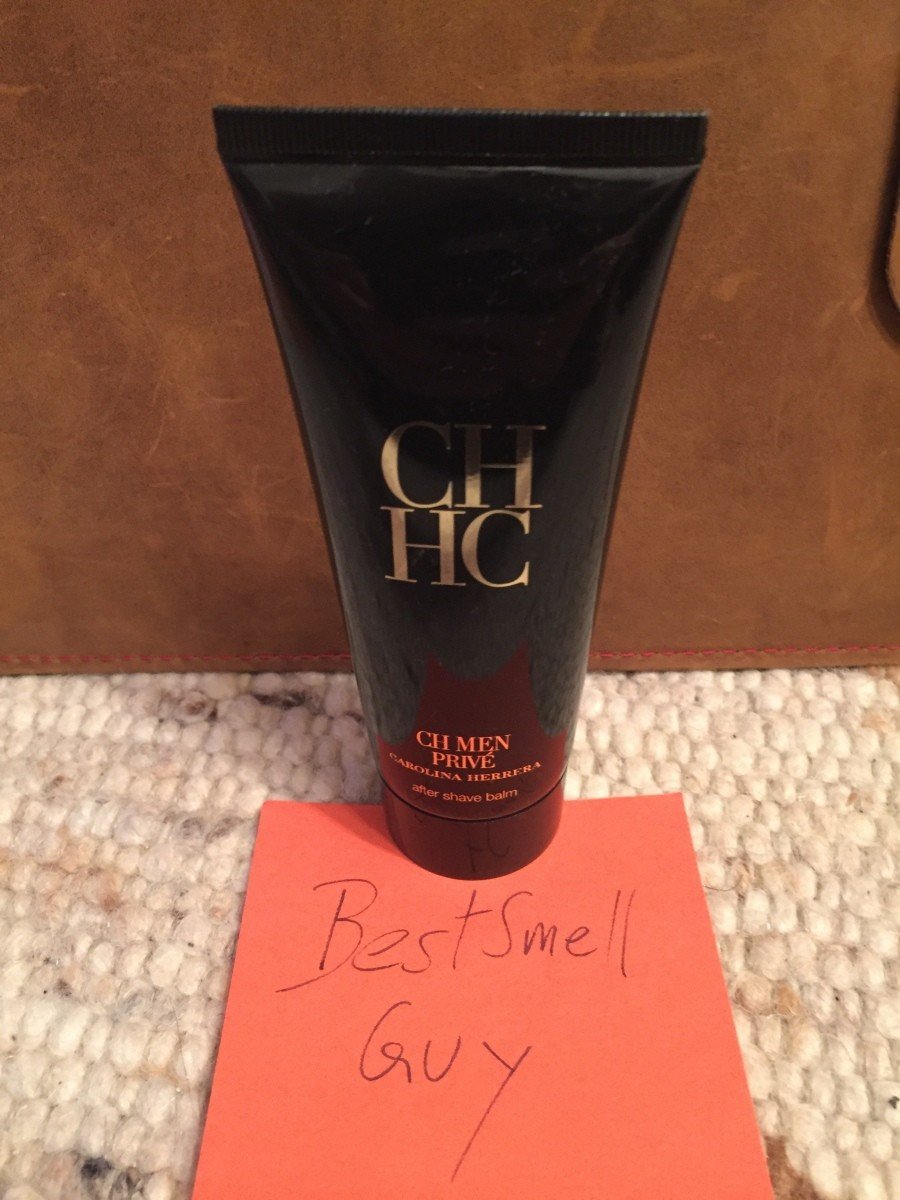 CH
HC
CH MEN
PRIVÉ
CAROLINA HERRERA
after shave balm
BestSmell
Guy